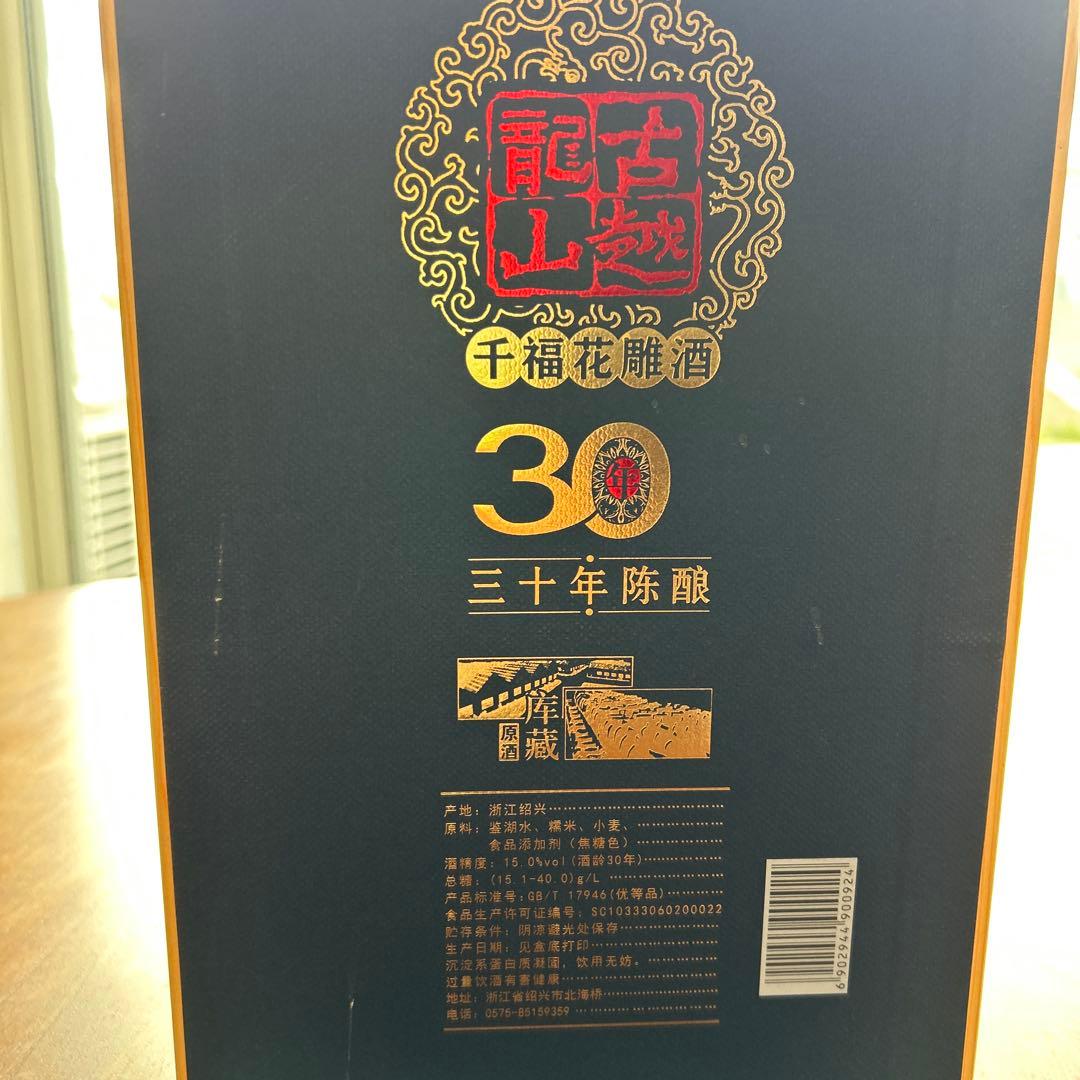 古越龍山
千福花雕酒
30年
三十年陈酿
库藏
原酒
产地：浙江绍兴
原料：鉴湖水、糯米、小麦、
食品添加剂（焦糖色）
酒精度：15.0%vol(酒龄30年)
总糖：(15.1-40.0)g/L
产品标准号：GB/T 17946(优等品)
食品生产许可证编号：SC10333060200022
贮存条件：阴凉避光处保存
生产日期：见盒底打印
沉淀系蛋白质凝固，饮用无妨。
过量饮酒有害健康
地址：浙江省绍兴市北海桥
电话：0575-85159359
6902944900924